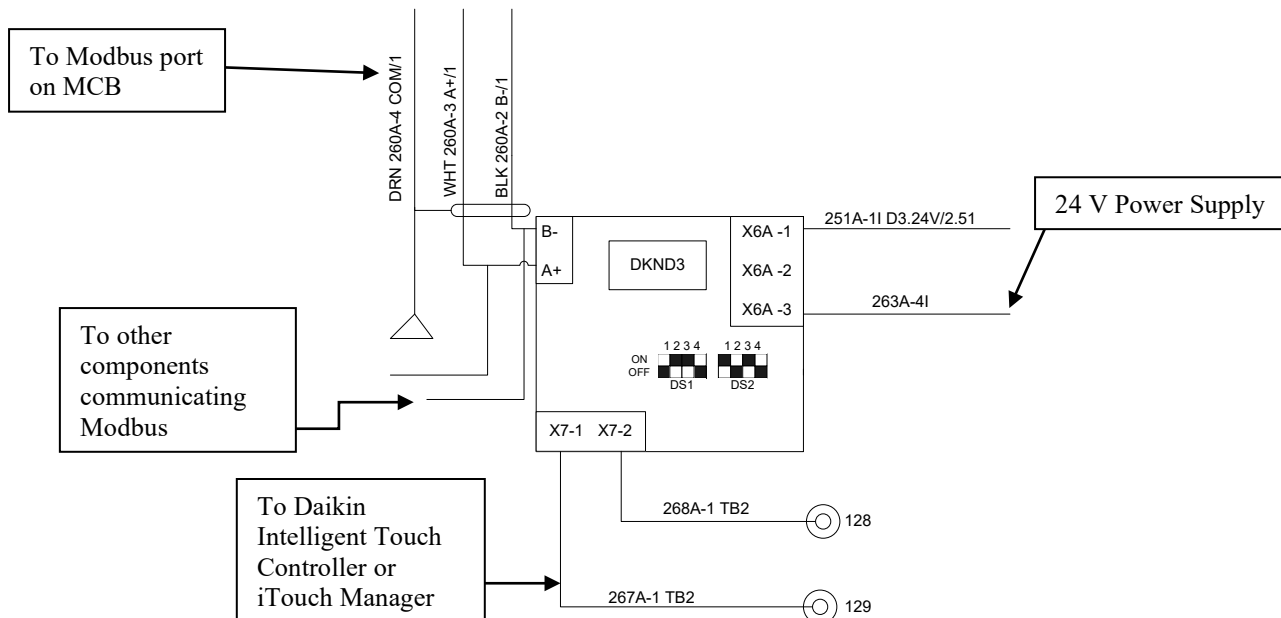 To Modbus port
on MCB
DRN 260A-4 COM/1
WHT 260A-3 A+/1
BLK 260A-2 B-/1
24 V Power Supply
251A-1I D3.24V/2.51
B-
A+
DKND3
X6A -1
X6A -2
X6A -3
263A-4I
To other
components
communicating
Modbus
1 2 3 4
1 2 3 4
ON
OFF
DS1
DS2
X7-1 X7-2
To Daikin
Intelligent Touch
Controller or
iTouch Manager
268A-1 TB2
128
267A-1 TB2
129